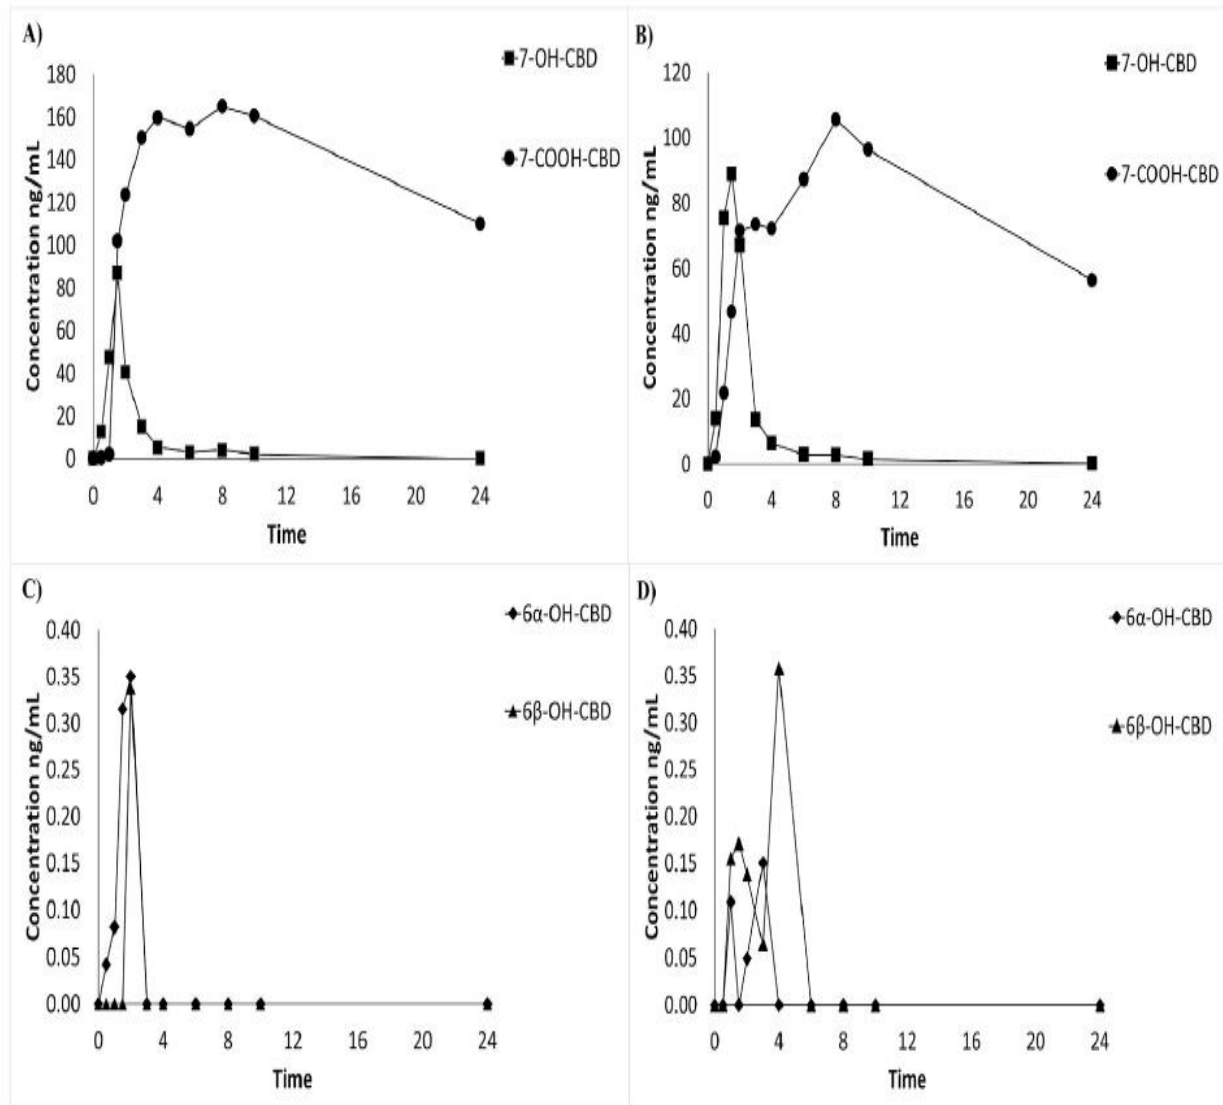 A)
7-OH-CBD
7-COOH-CBD
Concentration ng/mL
180
160
140
120
100
80
60
40
20
0
0 4 8 12 16 20 24
Time
B)
7-OH-CBD
7-COOH-CBD
Concentration ng/mL
120
100
80
60
40
20
0
0 4 8 12 16 20 24
Time
C)
6α-OH-CBD
6β-OH-CBD
Concentration ng/mL
0.40
0.35
0.30
0.25
0.20
0.15
0.10
0.05
0.00
0 4 8 12 16 20 24
Time
D)
6α-OH-CBD
6β-OH-CBD
Concentration ng/mL
0.40
0.35
0.30
0.25
0.20
0.15
0.10
0.05
0.00
0 4 8 12 16 20 24
Time